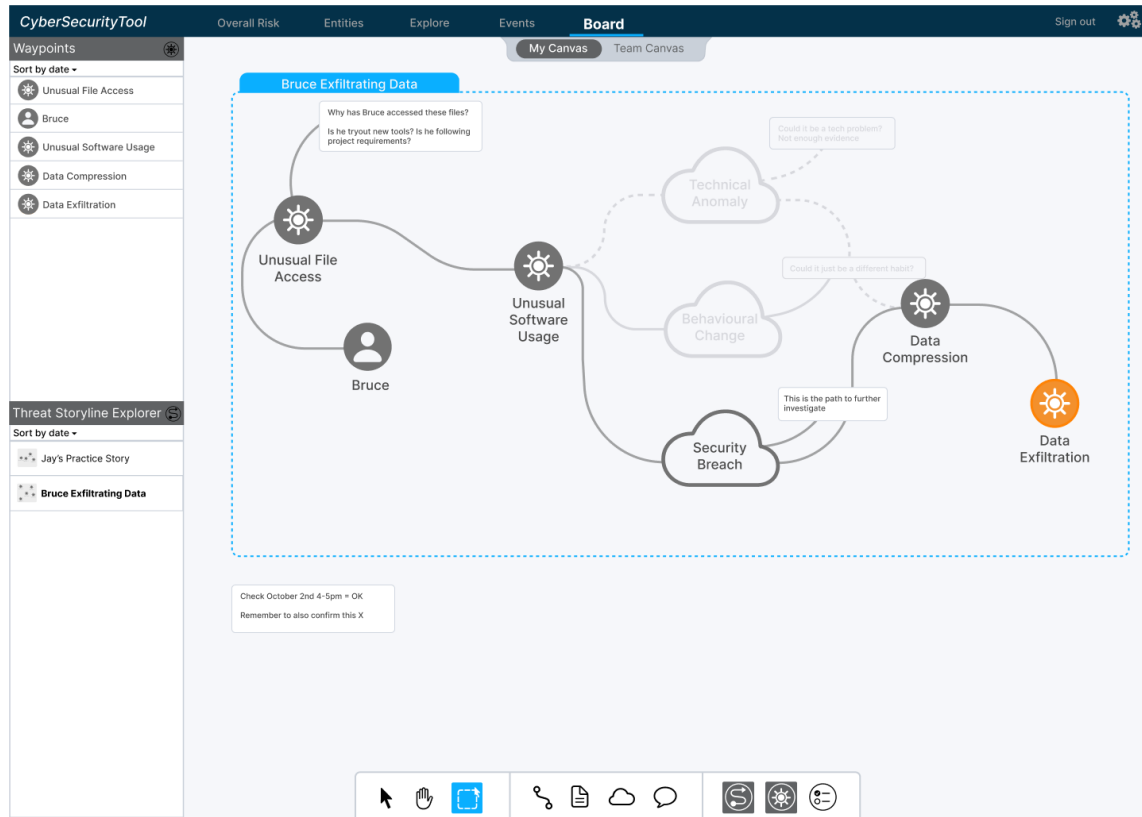 CyberSecurityTool
Overall Risk
Entities
Explore
Events
Board
Sign out
My Canvas
Team Canvas
Waypoints
Sort by date
Unusual File Access
Bruce
Unusual Software Usage
Data Compression
Data Exfiltration
Threat Storyline Explorer
Sort by date
Jay's Practice Story
Bruce Exfiltrating Data
Bruce Exfiltrating Data
Why has Bruce accessed these files?
Is he tryout new tools? Is he following
project requirements?
Could it be a tech problem?
Not enough evidence
Technical
Anomaly
Unusual File
Access
Could it just be a different habit?
Unusual
Software
Usage
Behavioural
Change
Data
Compression
Bruce
This is the path to further
investigate
Security
Breach
Data
Exfiltration
Check October 2nd 4-5pm = OK
Remember to also confirm this X